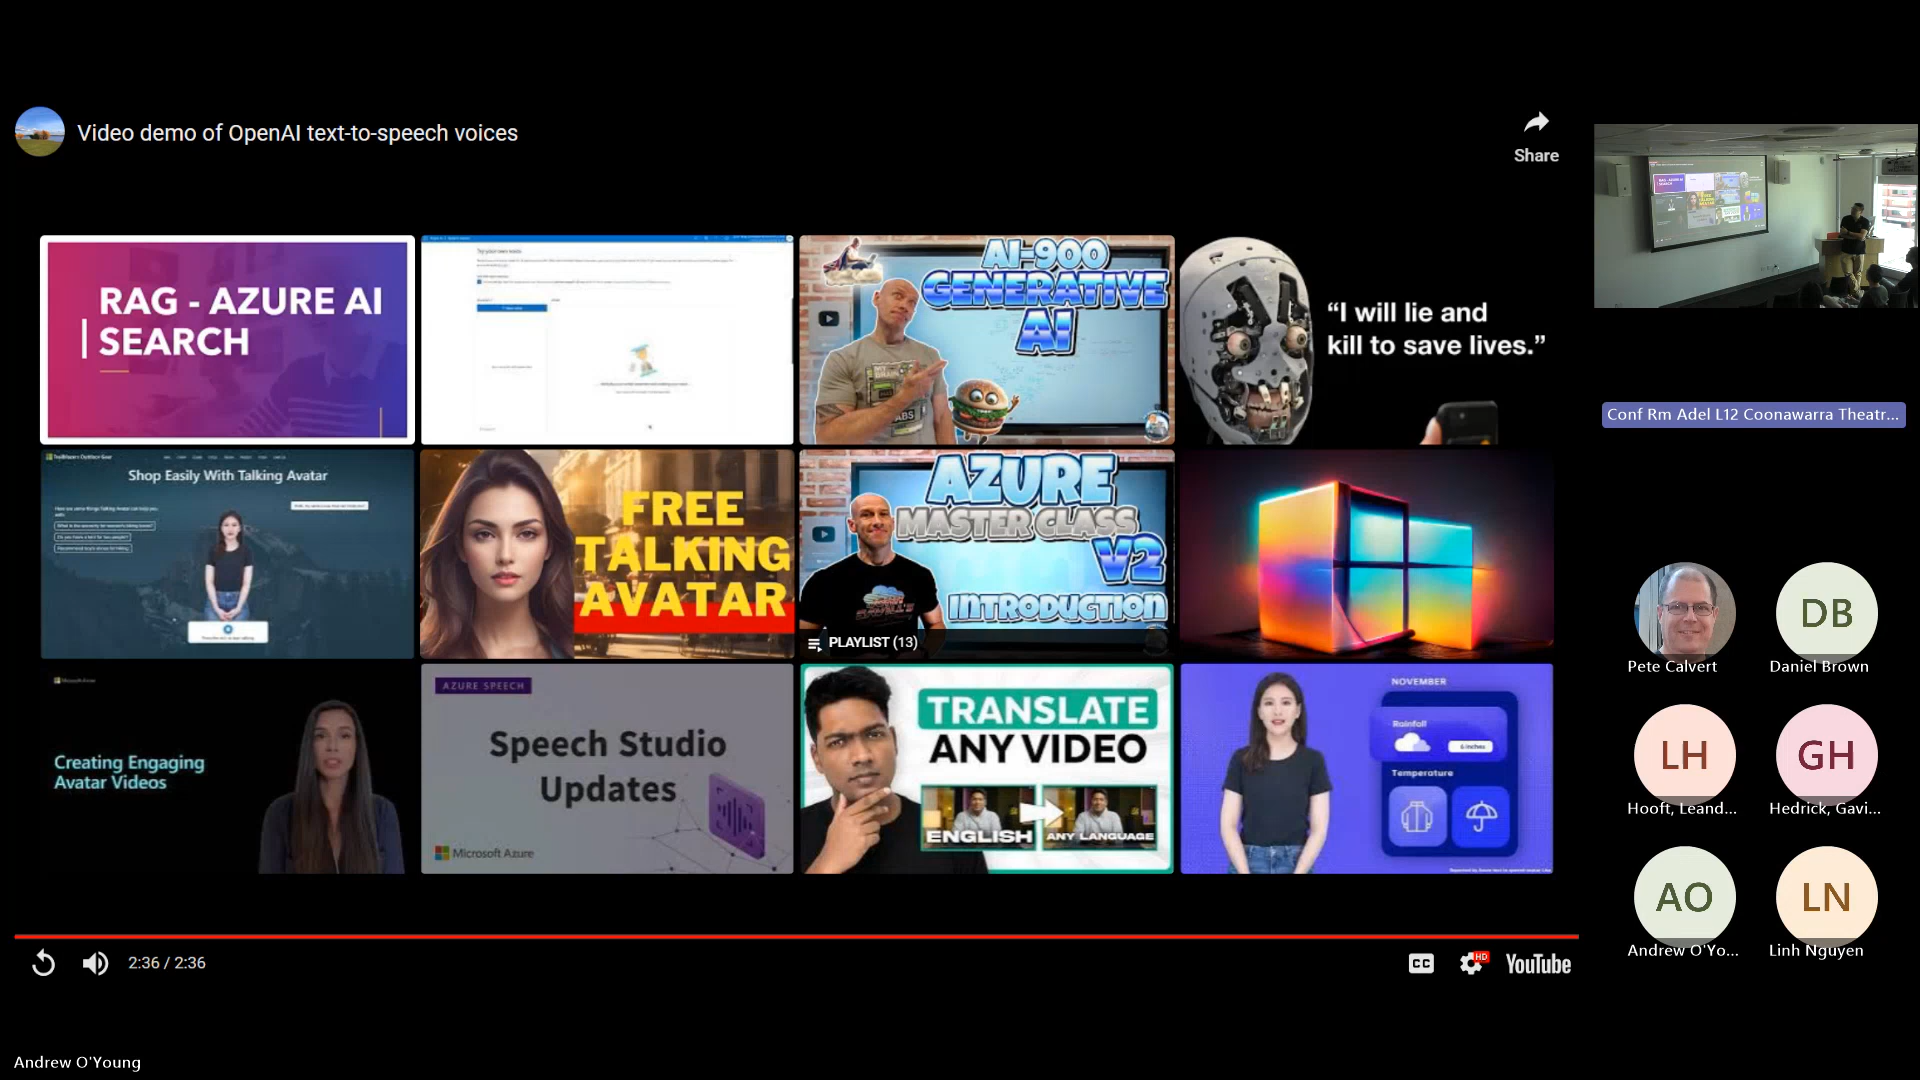 Video demo of OpenAI text-to-speech voices
Share
RAG - AZURE AI
SEARCH
AI-900
GENERATIVE
AI
“I will lie and
kill to save lives.”
Shop Easily With Talking Avatar
FREE
TALKING
AVATAR
AZURE
MASTER CLASS
V2
INTRODUCTION
PLAYLIST (13)
Creating Engaging
Avatar Videos
AZURE SPEECH
Speech Studio
Updates
Microsoft Azure
TRANSLATE
ANY VIDEO
ENGLISH
ANY LANGUAGE
NOVEMBER
Rainfall
6 inches
Temperature
2:36 / 2:36
CC
HD
YouTube
Conf Rm Adel L12 Coonawarra Theatr...
Pete Calvert
DB
Daniel Brown
LH
Hooft, Leand...
GH
Hedrick, Gavi...
AO
Andrew O'Yo...
LN
Linh Nguyen
Andrew O'Young